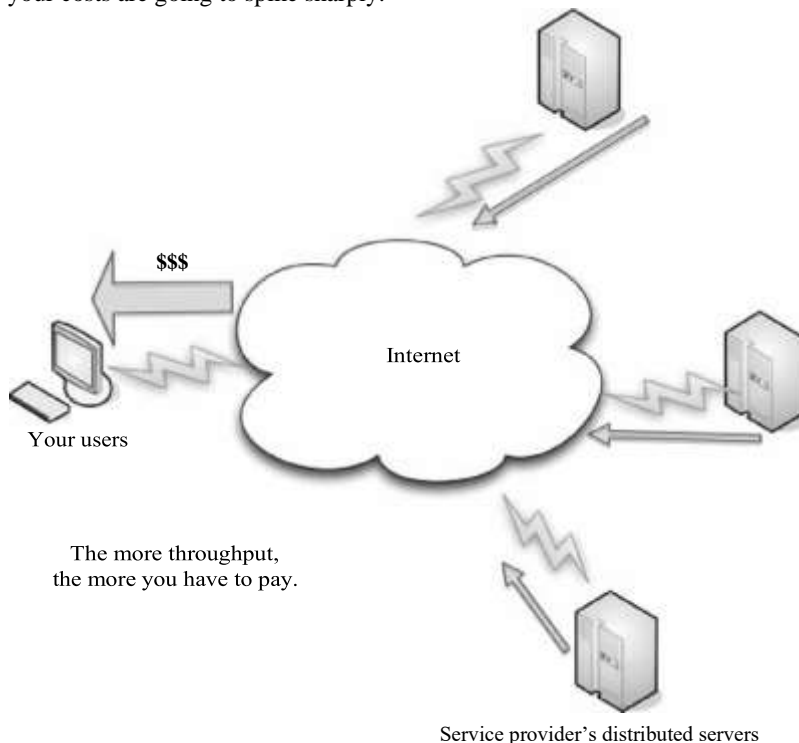 your costs are going to spike sharply.
$$$
Internet
Your users
The more throughput,
the more you have to pay.
Service provider’s distributed servers